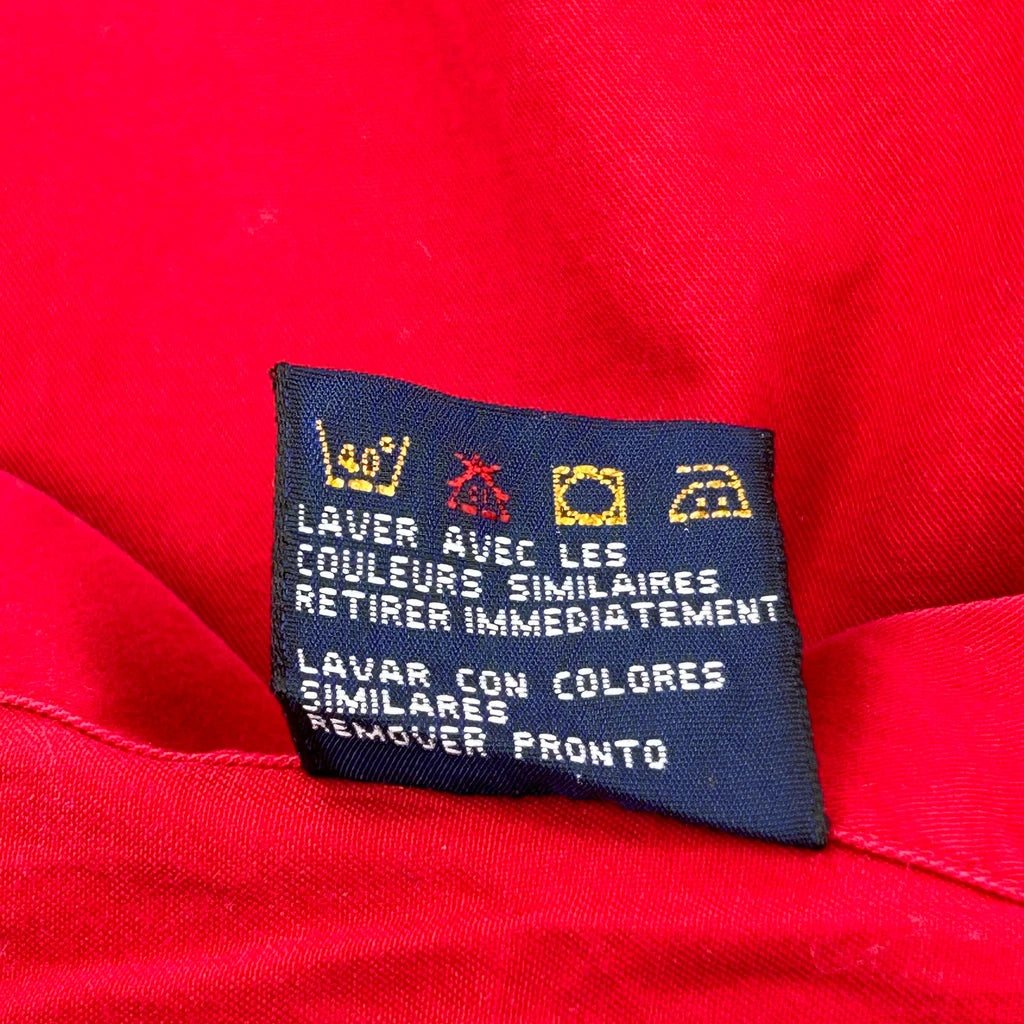 40°
LAVER AVEC LES
COULEURS SIMILAIRES
RETIRER IMMEDIATEMENT
LAVAR CON COLORES
SIMILARES
REMOVER PRONTO